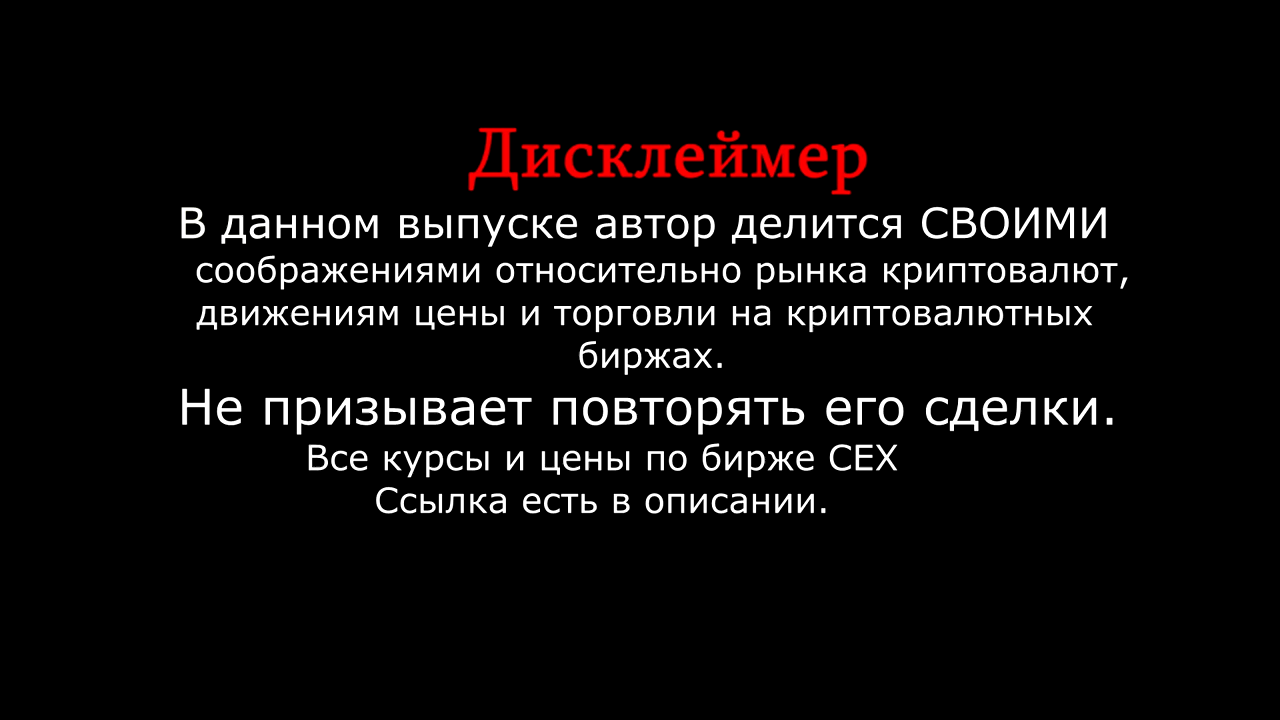 Дисклеймер
В данном выпуске автор делится СВОИМИ
соображениями относительно рынка криптовалют,
движениям цены и торговли на криптовалютных
биржах.
Не призывает повторять его сделки.
Все курсы и цены по бирже CEX
Ссылка есть в описании.